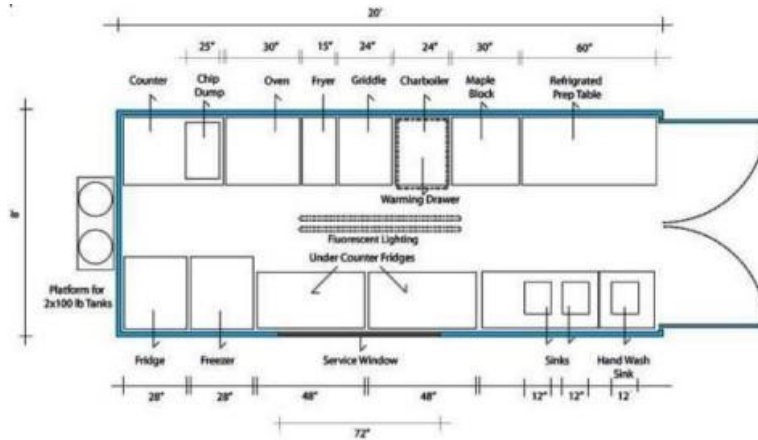 20'
25" 30" 15" 24" 24" 30" 60"
Counter Chip Dump Oven Fryer Griddle Charboiler Maple Block Refrigrated Prep Table
8'
Warming Drawer
Fluorescent Lighting
Under Counter Fridges
Platform for
2x100 lb Tanks
Fridge Freezer Service Window Sinks Hand Wash Sink
28" 28" 48" 48" 12" 12" 12'
72"